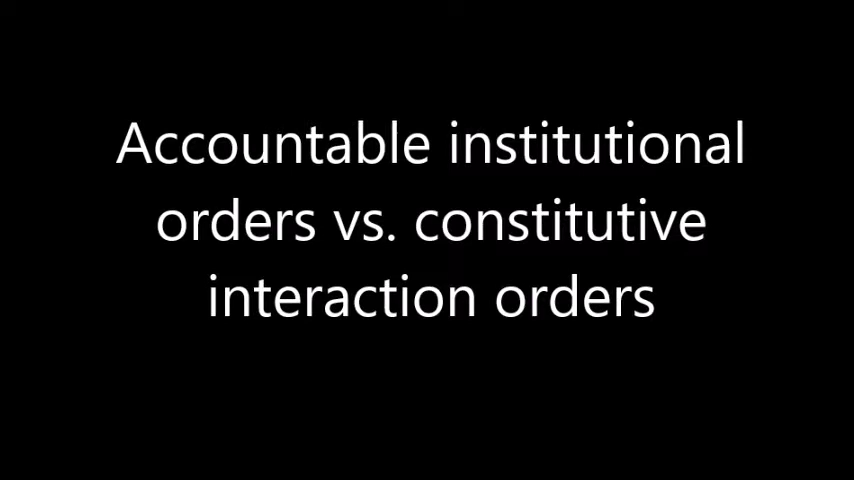 Accountable institutional
orders vs. constitutive
interaction orders